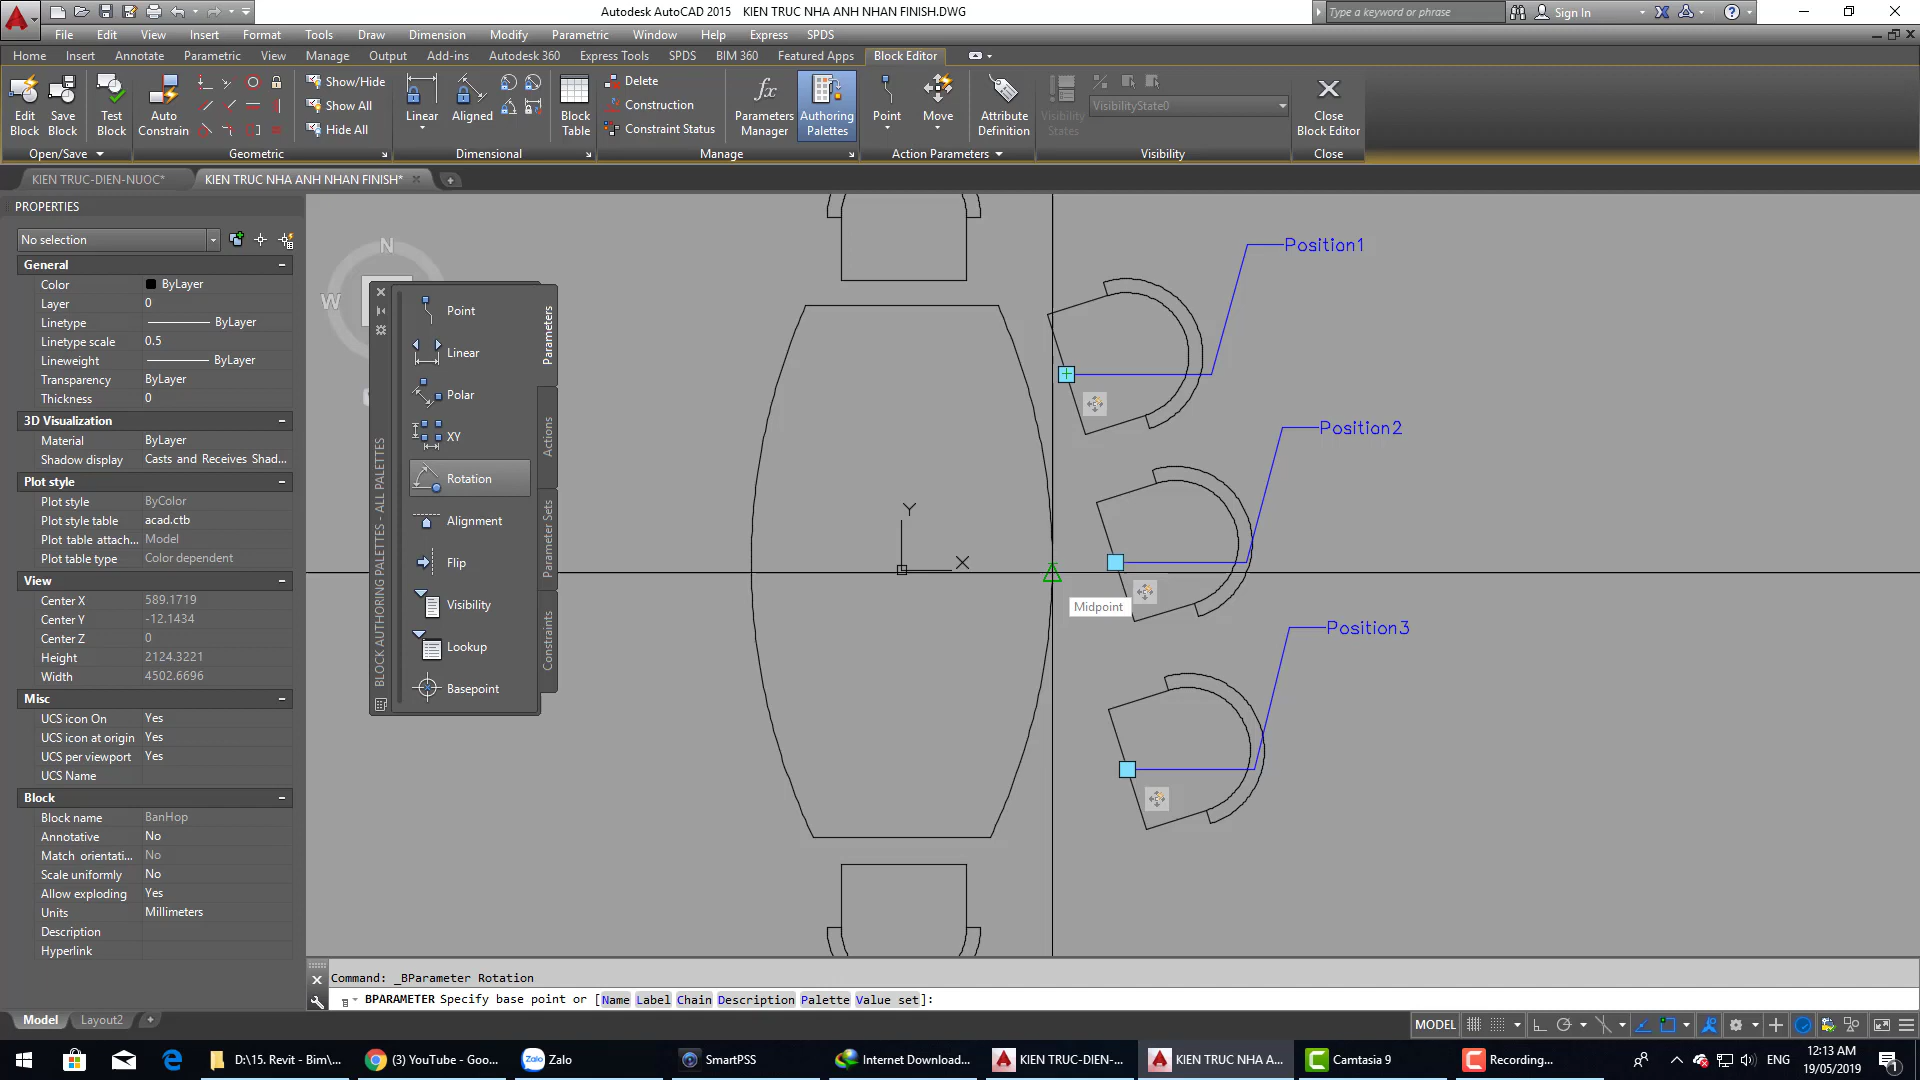 Autodesk AutoCAD 2015 KIEN TRUC NHA ANH NHAN FINISH.DWG
Type a keyword or phrase
Sign In
File Edit View Insert Format Tools Draw Dimension Modify Parametric Window Help Express SPDS
Home Insert Annotate Parametric View Manage Output Add-ins Autodesk 360 Express Tools SPDS BIM 360 Featured Apps Block Editor
Edit Block
Save Block
Test Block
Auto Constrain
Show/Hide
Show All
Hide All
Linear
Aligned
Block Table
Delete
Construction
Constraint Status
fx
Parameters Manager
Authoring Palettes
Point
Move
Attribute Definition
Visibility States
VisibilityState0
Close Block Editor
Open/Save
Geometric
Dimensional
Manage
Action Parameters
Visibility
Close
KIEN TRUC-DIEN-NUOC*
KIEN TRUC NHA ANH NHAN FINISH*
PROPERTIES
No selection
General
Color ByLayer
Layer 0
Linetype ByLayer
Linetype scale 0.5
Lineweight ByLayer
Transparency ByLayer
Thickness 0
3D Visualization
Material ByLayer
Shadow display Casts and Receives Shad...
Plot style
Plot style ByColor
Plot style table acad.ctb
Plot table attach... Model
Plot table type Color dependent
View
Center X 589.1719
Center Y -12.1434
Center Z 0
Height 2124.3221
Width 4502.6696
Misc
UCS icon On Yes
UCS icon at origin Yes
UCS per viewport Yes
UCS Name
Block
Block name BanHop
Annotative No
Match orientati... No
Scale uniformly No
Allow exploding Yes
Units Millimeters
Description
Hyperlink
N
W
BLOCK AUTHORING PALETTES - ALL PALETTES
Point
Linear
Polar
XY
Rotation
Alignment
Flip
Visibility
Lookup
Basepoint
Parameters
Actions
Parameter Sets
Constraints
Y
X
Midpoint
Position1
Position2
Position3
Command: _BParameter Rotation
BPARAMETER Specify base point or [Name Label Chain Description Palette Value set]:
Model
Layout2
MODEL
D:\15. Revit - Bim\...
(3) YouTube - Goo...
Zalo
SmartPSS
Internet Download...
KIEN TRUC-DIEN-...
KIEN TRUC NHA A...
Camtasia 9
Recording...
ENG
12:13 AM
19/05/2019
1